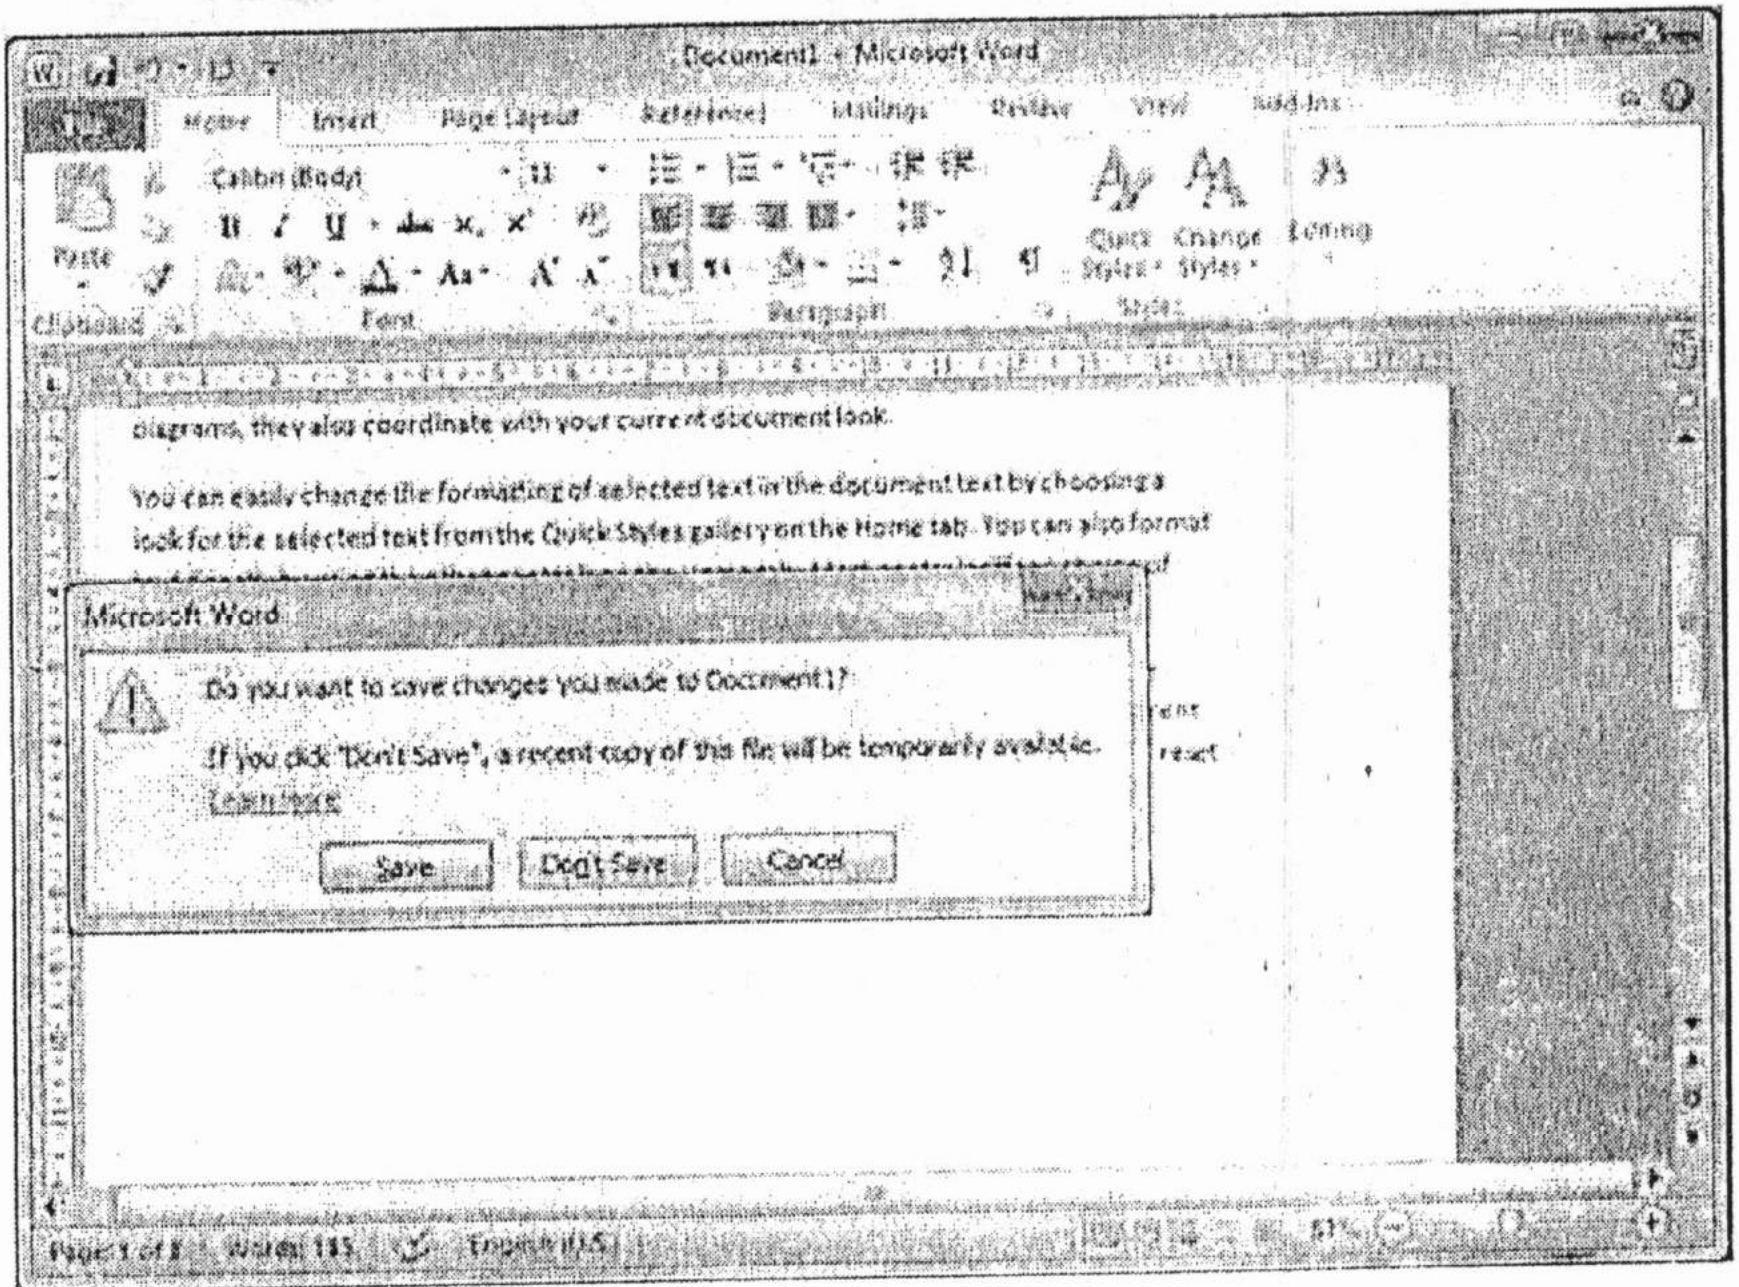 Document1 - Microsoft Word
Home Insert Page Layout References Mailings Review View Add-Ins
Calibri (Body) 11
Paste
Quick Styles Change Styles Editing
Clipboard Font Paragraph Styles
diagrams, they also coordinate with your current document look.
You can easily change the formatting of selected text in the document text by choosing a
look for the selected text from the Quick Styles gallery on the Home tab. You can also format
Microsoft Word
Do you want to save changes you made to Document1?
If you click "Don't Save", a recent copy of this file will be temporarily available.
Learn more
reset
Save Don't Save Cancel
Page: 1 of Words: English (U.S.